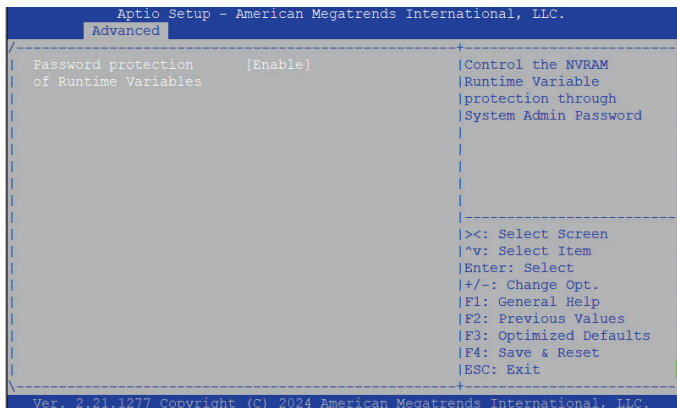 Aptio Setup - American Megatrends International, LLC.
Advanced
Password protection [Enable]
of Runtime Variables
Control the NVRAM
Runtime Variable
protection through
System Admin Password
><: Select Screen
^v: Select Item
Enter: Select
+/-: Change Opt.
F1: General Help
F2: Previous Values
F3: Optimized Defaults
F4: Save & Reset
ESC: Exit
Ver. 2.21.1277 Copyright (C) 2024 American Megatrends International, LLC.